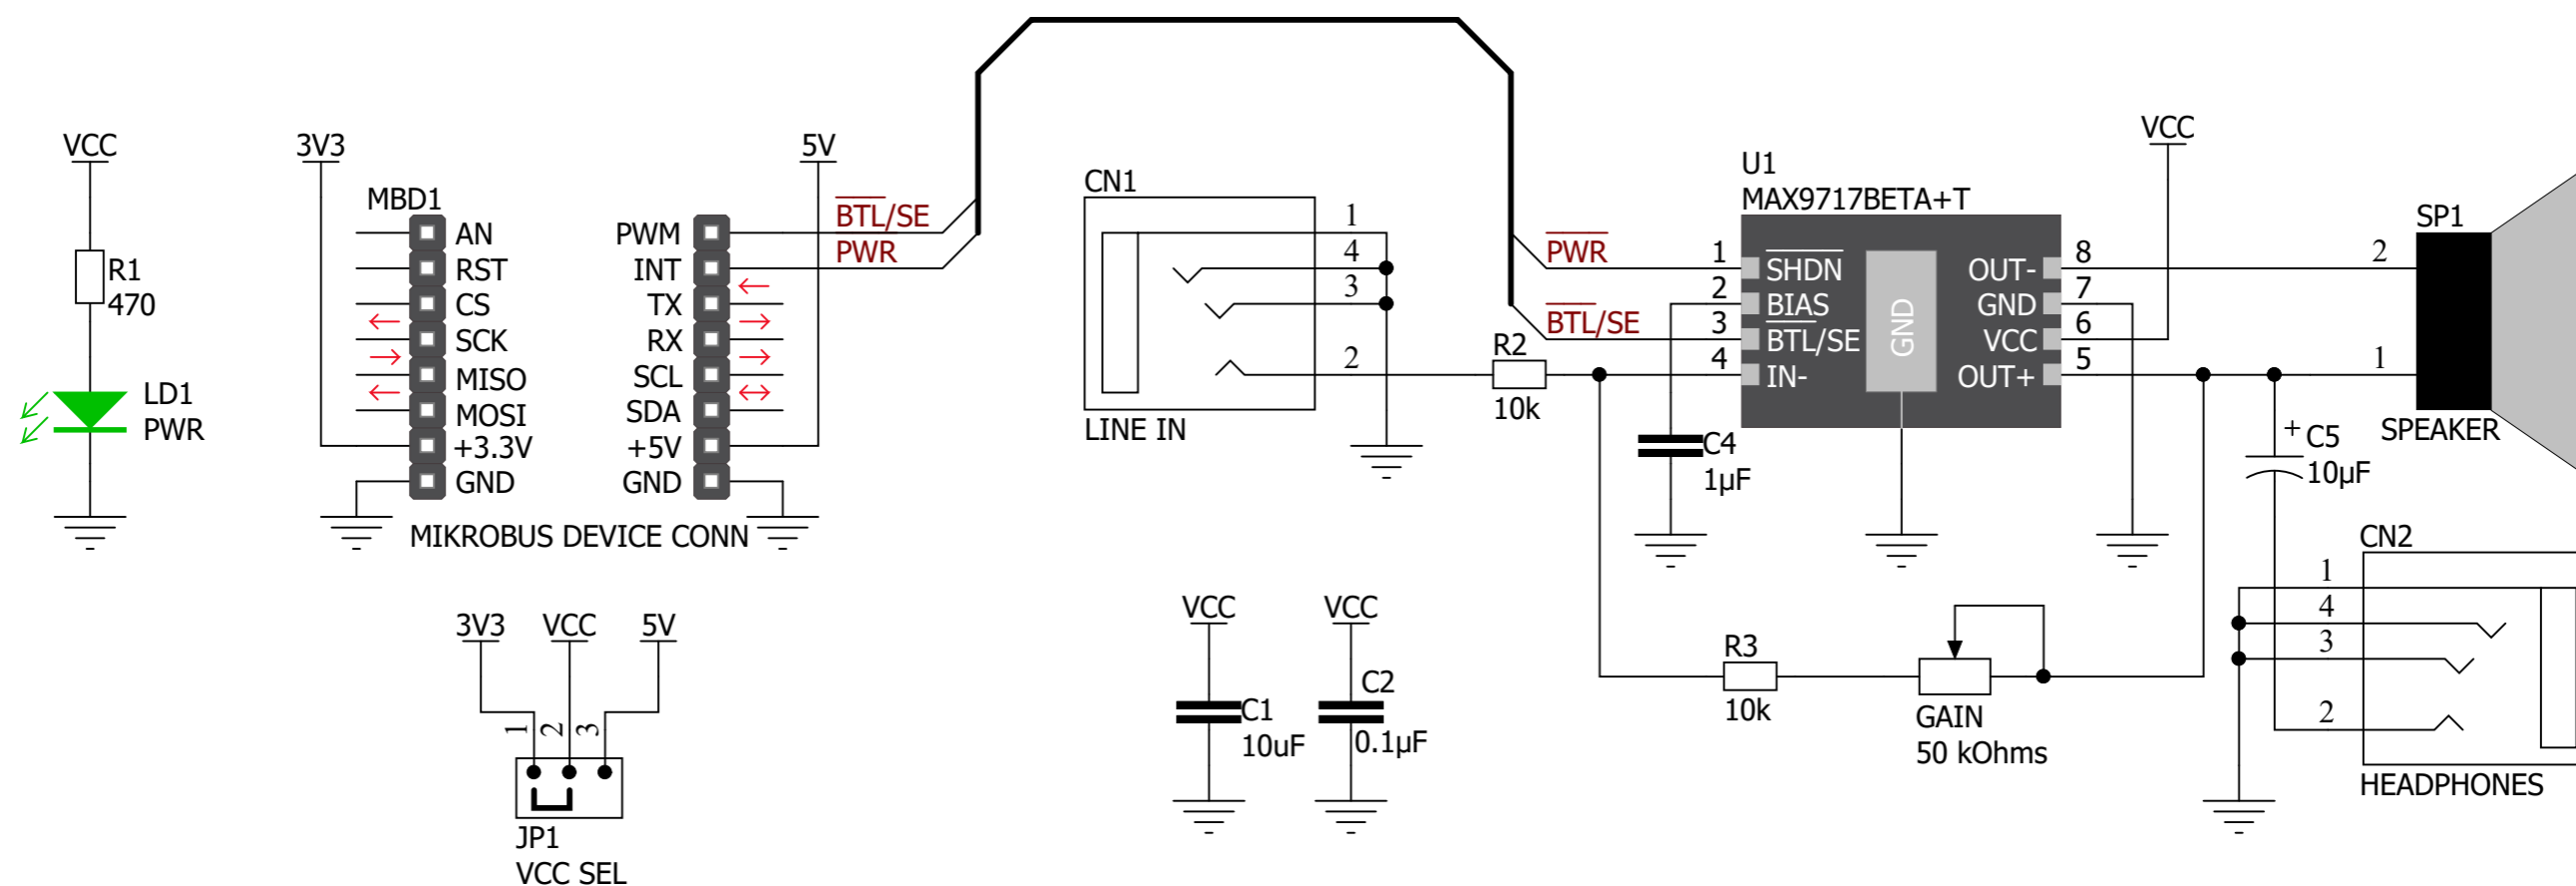 VCC
R1
470
LD1
PWR
3V3
5V
MBD1
AN
RST
CS
SCK
MISO
MOSI
+3.3V
GND
PWM
INT
TX
RX
SCL
SDA
+5V
GND
BTL/SE
PWR
MIKROBUS DEVICE CONN
3V3
VCC
5V
1
2
3
JP1
VCC SEL
CN1
1
4
3
2
LINE IN
R2
10k
PWR
BTL/SE
C4
1µF
U1
MAX9717BETA+T
1
2
3
4
SHDN
BIAS
BTL/SE
IN-
GND
OUT-
GND
VCC
OUT+
8
7
6
5
VCC
SP1
2
1
SPEAKER
+
C5
10µF
VCC
C1
10uF
VCC
C2
0.1µF
R3
10k
GAIN
50 kOhms
CN2
1
4
3
2
HEADPHONES